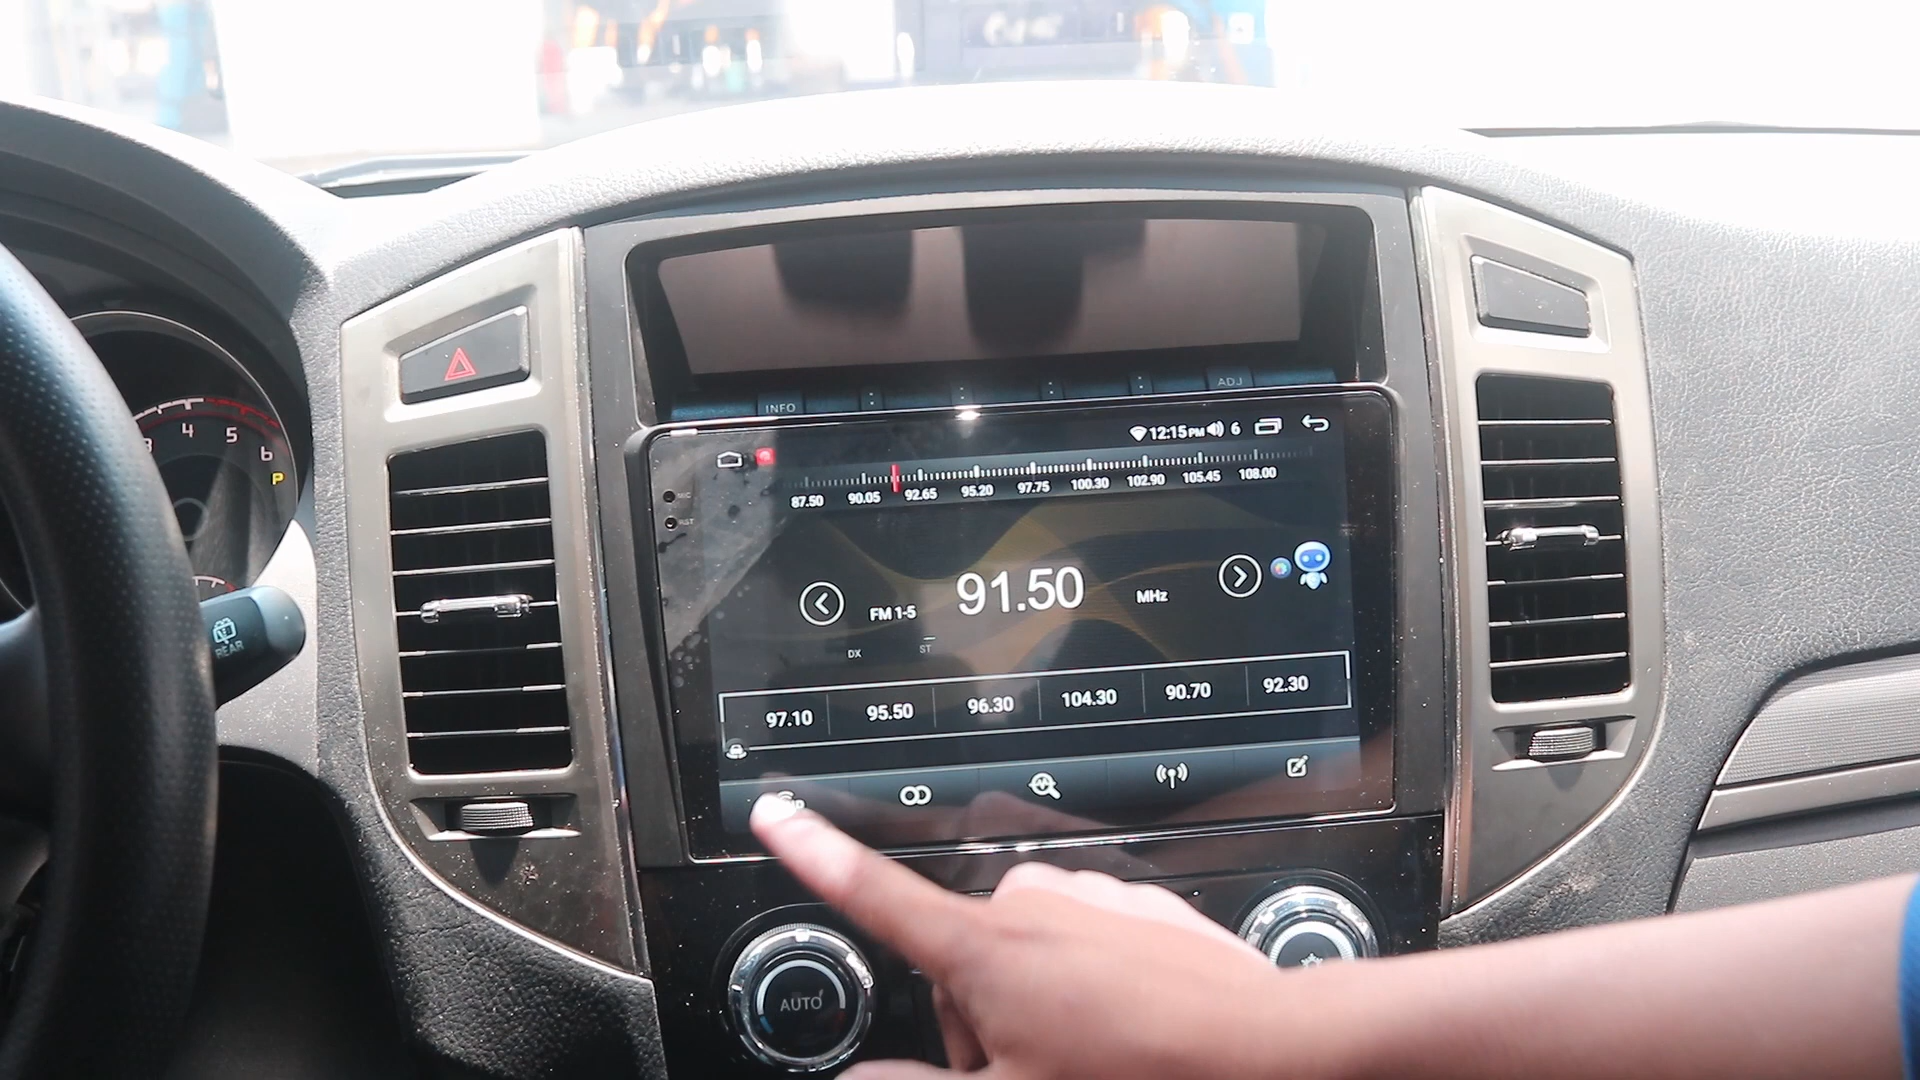 INFO
ADJ
12:15 PM 6
MIC
RST
87.50 90.05 92.65 95.20 97.75 100.30 102.90 105.45 108.00
FM 1-5 91.50 MHz
DX ST
97.10 95.50 96.30 104.30 90.70 92.30
4 5 6
P
REAR
AUTO